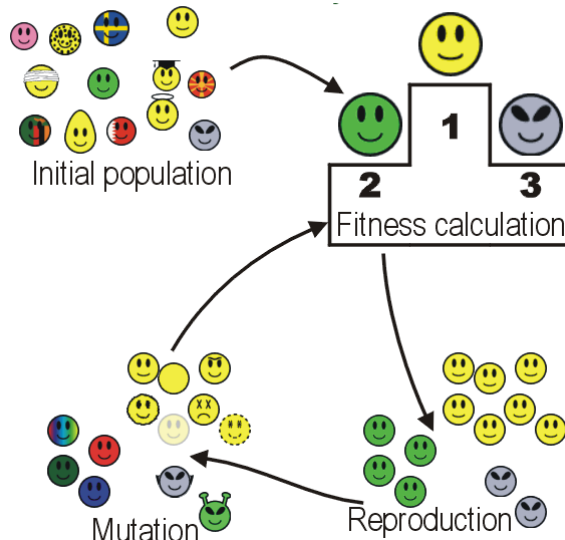 1
2
3
Initial population
Fitness calculation
Mutation
Reproduction